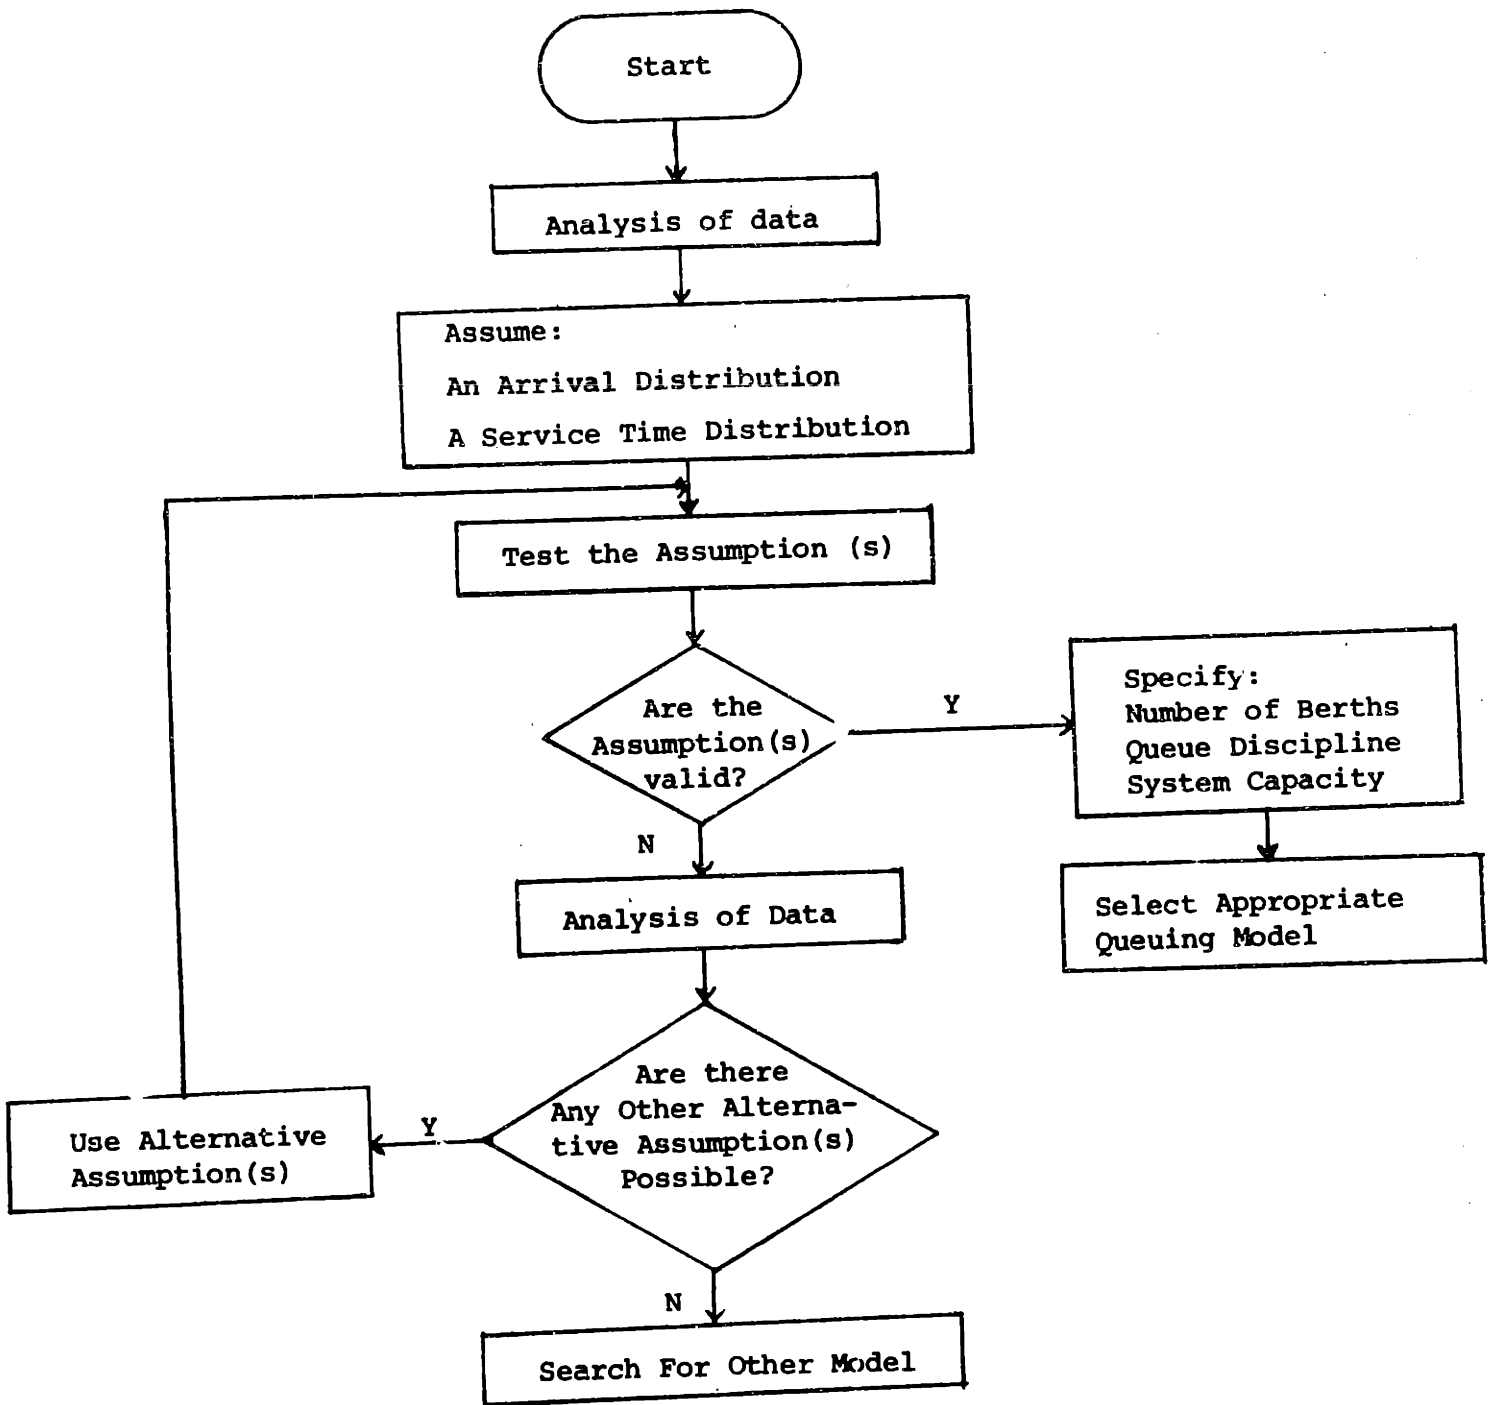 Start
Analysis of data
Assume:
An Arrival Distribution
A Service Time Distribution
Test the Assumption (s)
Are the
Assumption(s)
valid?
Y
Specify:
Number of Berths
Queue Discipline
System Capacity
N
Select Appropriate
Queuing Model
Analysis of Data
Are there
Any Other Alterna-
tive Assumption(s)
Possible?
Y
Use Alternative
Assumption(s)
N
Search For Other Model